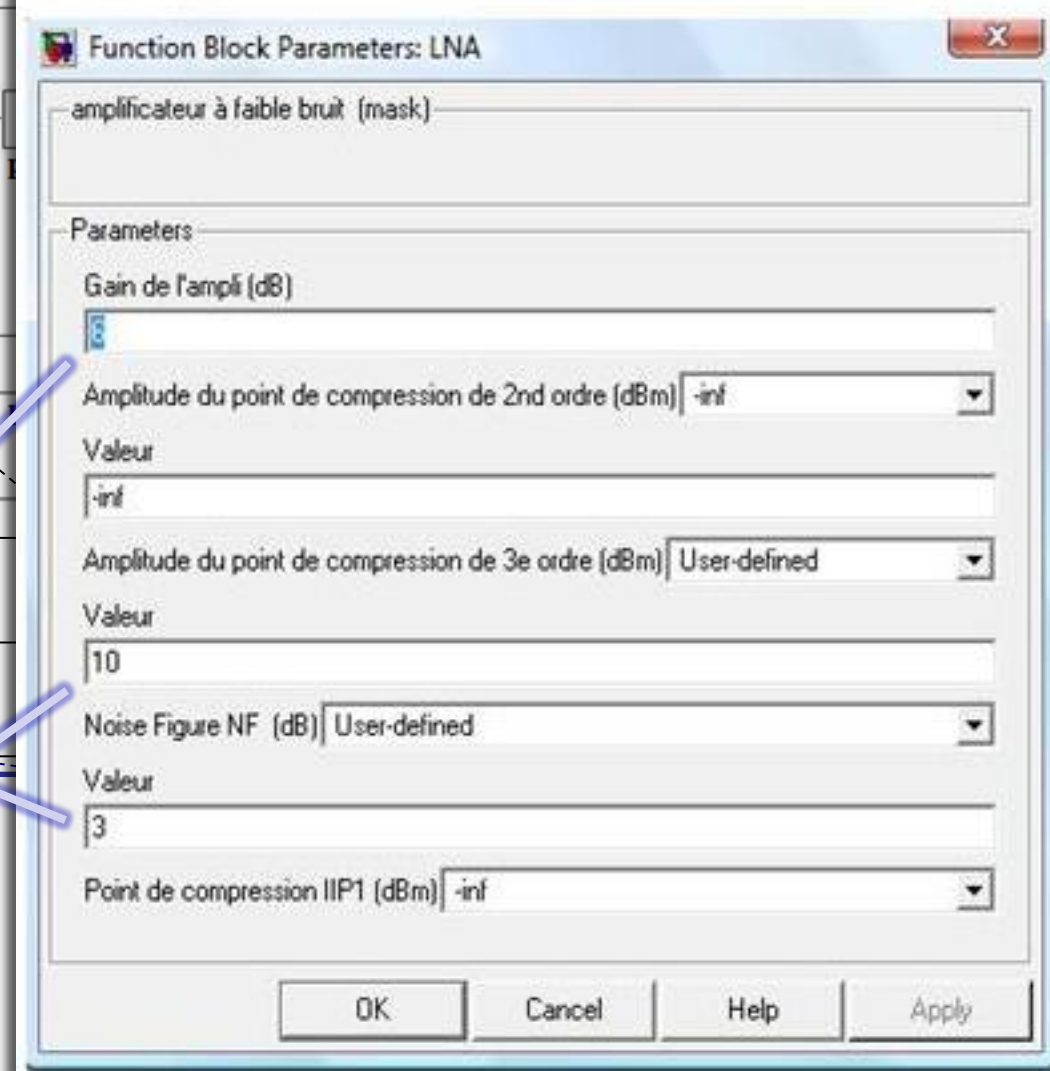 Function Block Parameters: LNA
amplificateur à faible bruit (mask)
Parameters
Gain de l'ampli (dB)
Amplitude du point de compression de 2nd ordre (dBm) -inf
Valeur
-inf
Amplitude du point de compression de 3e ordre (dBm) User-defined
Valeur
10
Noise Figure NF (dB) User-defined
Valeur
3
Point de compression IIP1 (dBm) -inf
OK Cancel Help Apply